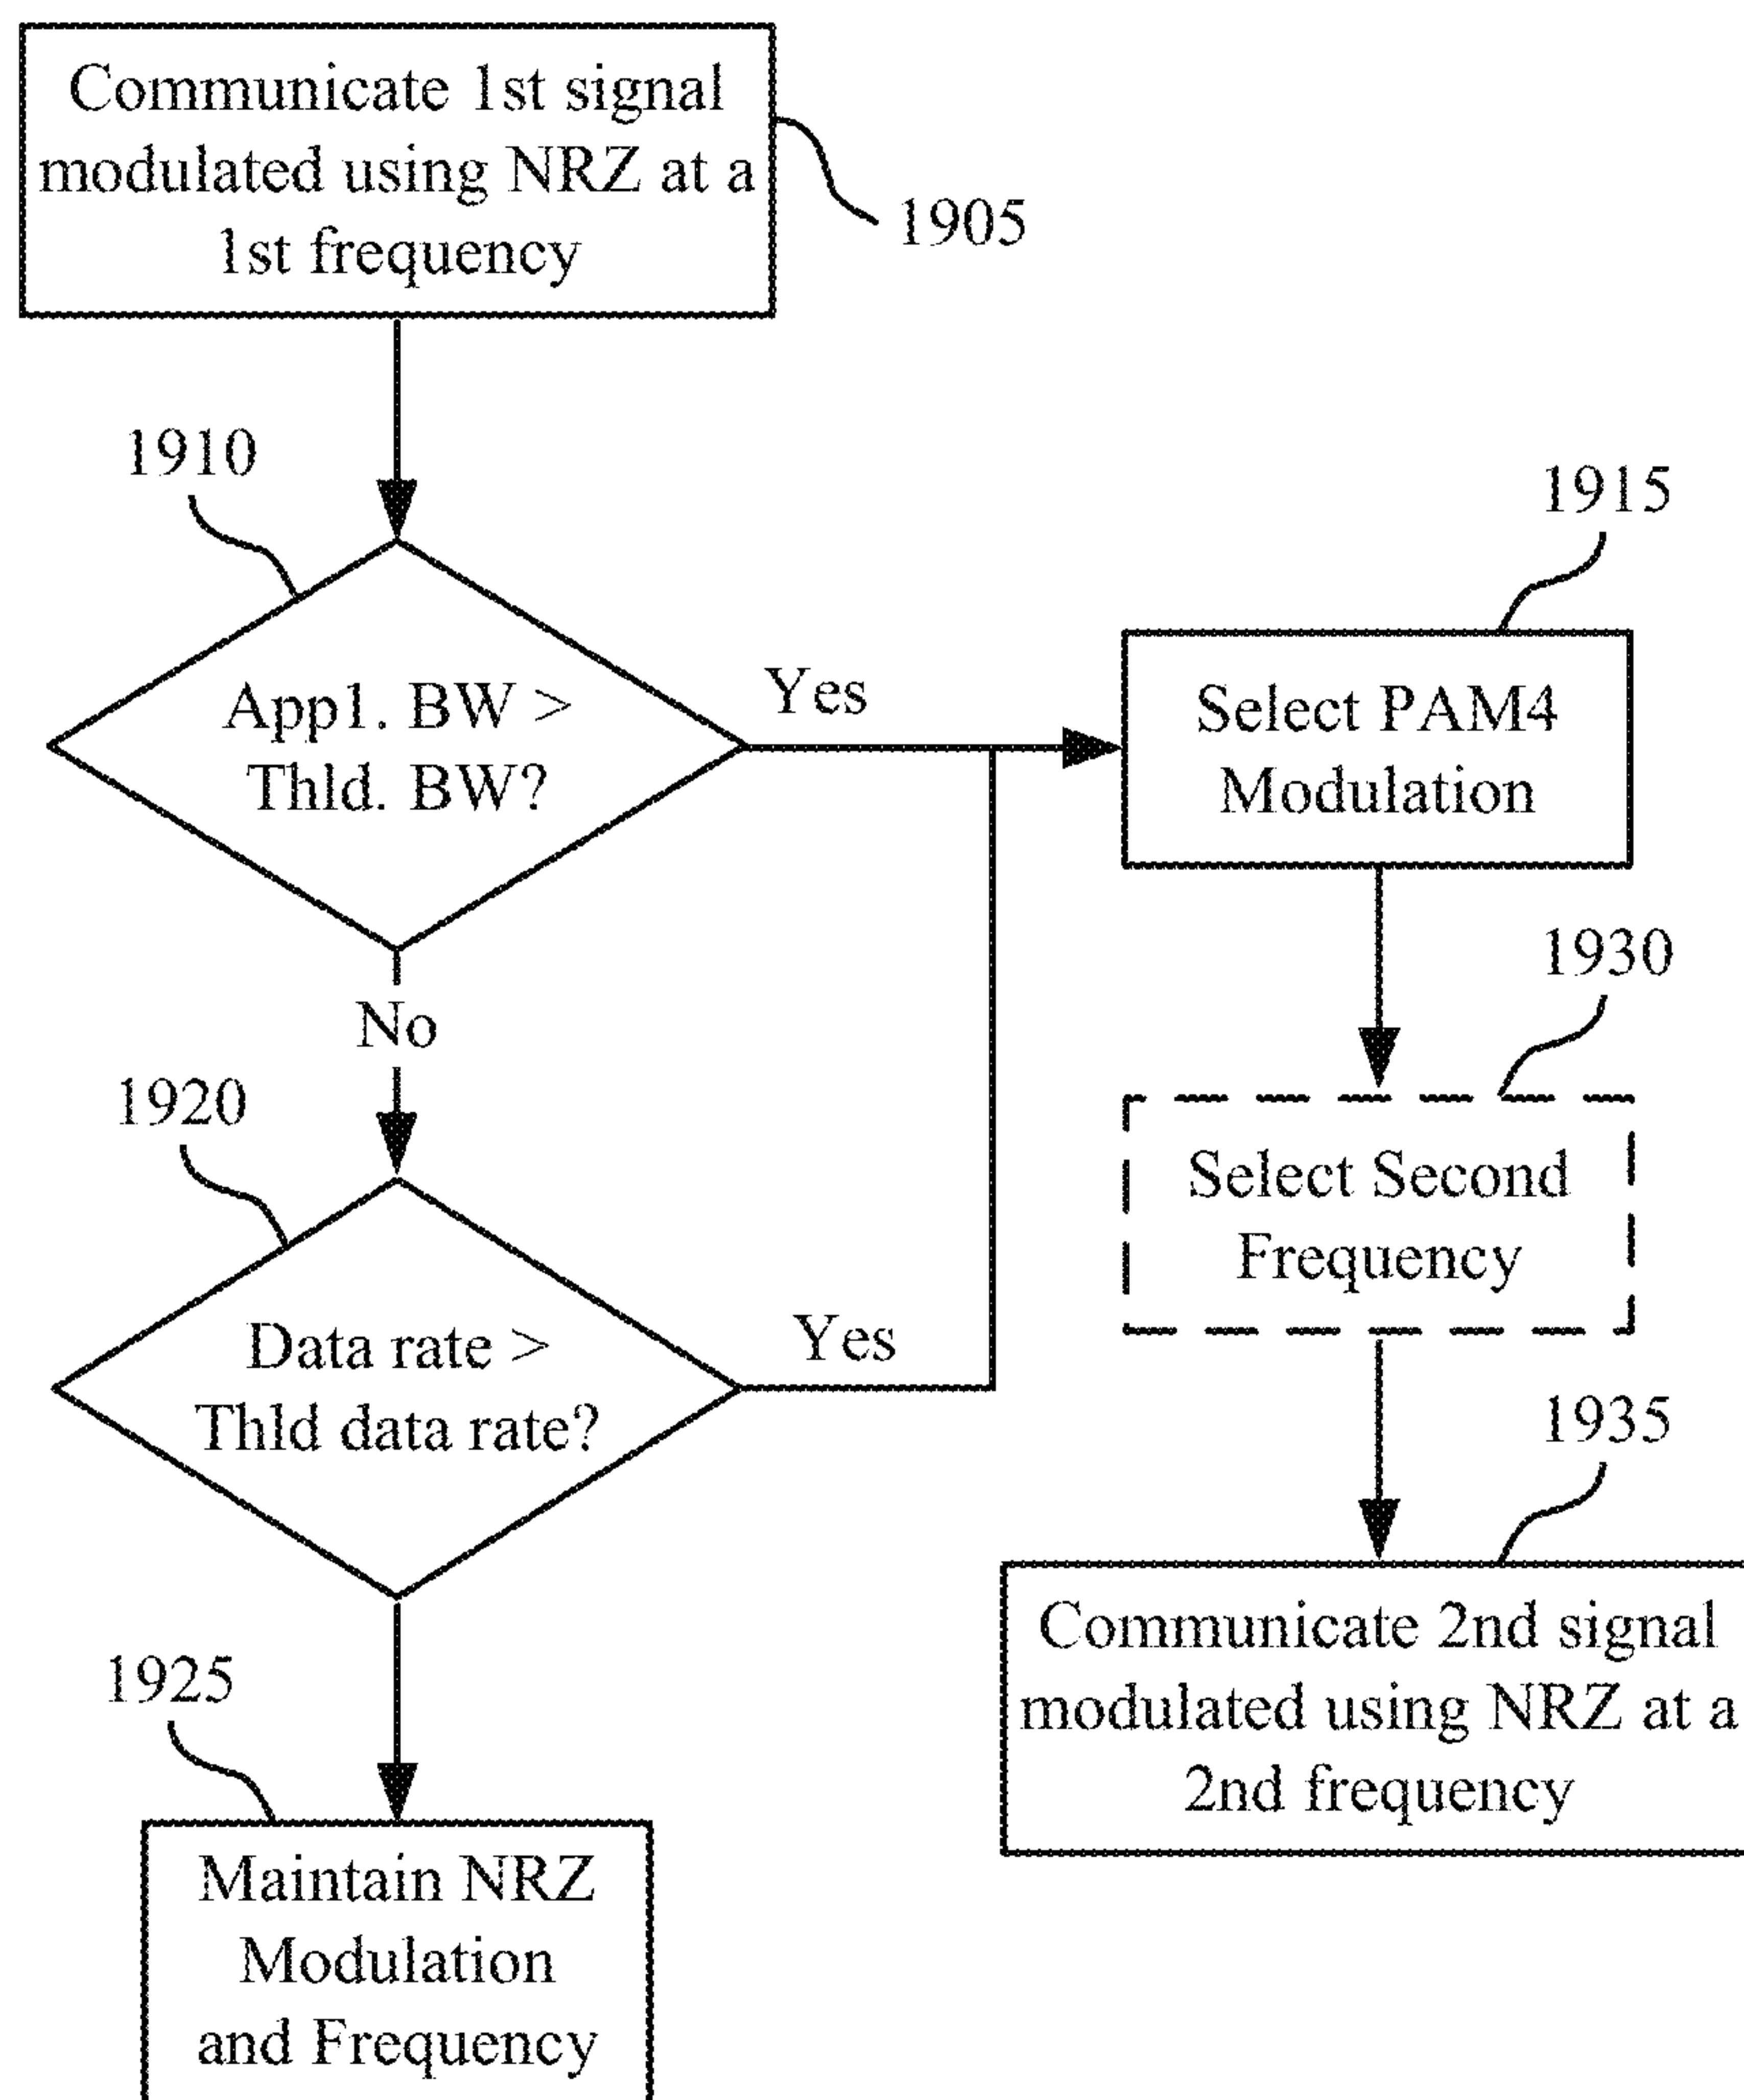 Communicate 1st signal
modulated using NRZ at a
1st frequency
1905
1910
App1. BW >
Thld. BW?
Yes
1915
Select PAM4
Modulation
No
1930
Select Second
Frequency
1920
Data rate >
Thld data rate?
Yes
1935
Communicate 2nd signal
modulated using NRZ at a
2nd frequency
1925
Maintain NRZ
Modulation
and Frequency